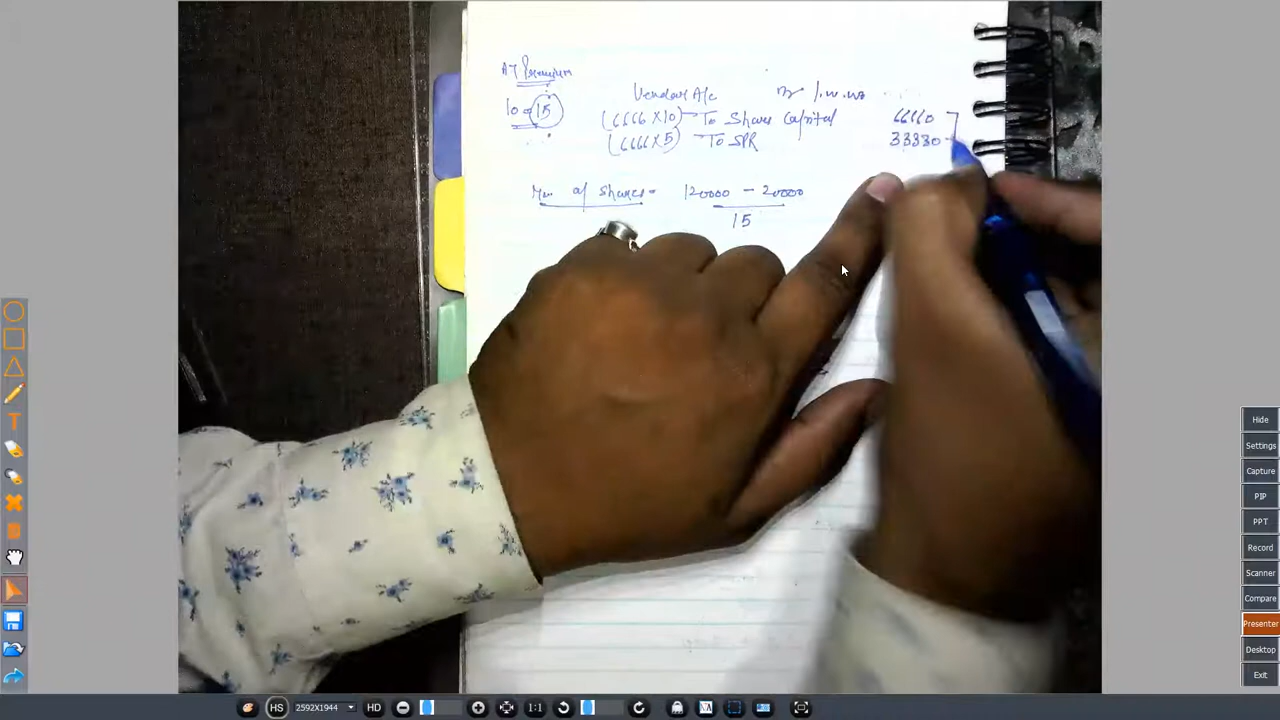 At Premium
Vendor A/c Dr
10 = 15
(6666 x 10) To Share Capital 66660
(6666 x 5) To SPR 33330
No. of Shares = 120000 - 20000
15
Hide
Settings
Capture
PIP
PPT
Record
Scanner
Compare
Presenter
Desktop
Exit
HS 2592X1944 HD 1:1